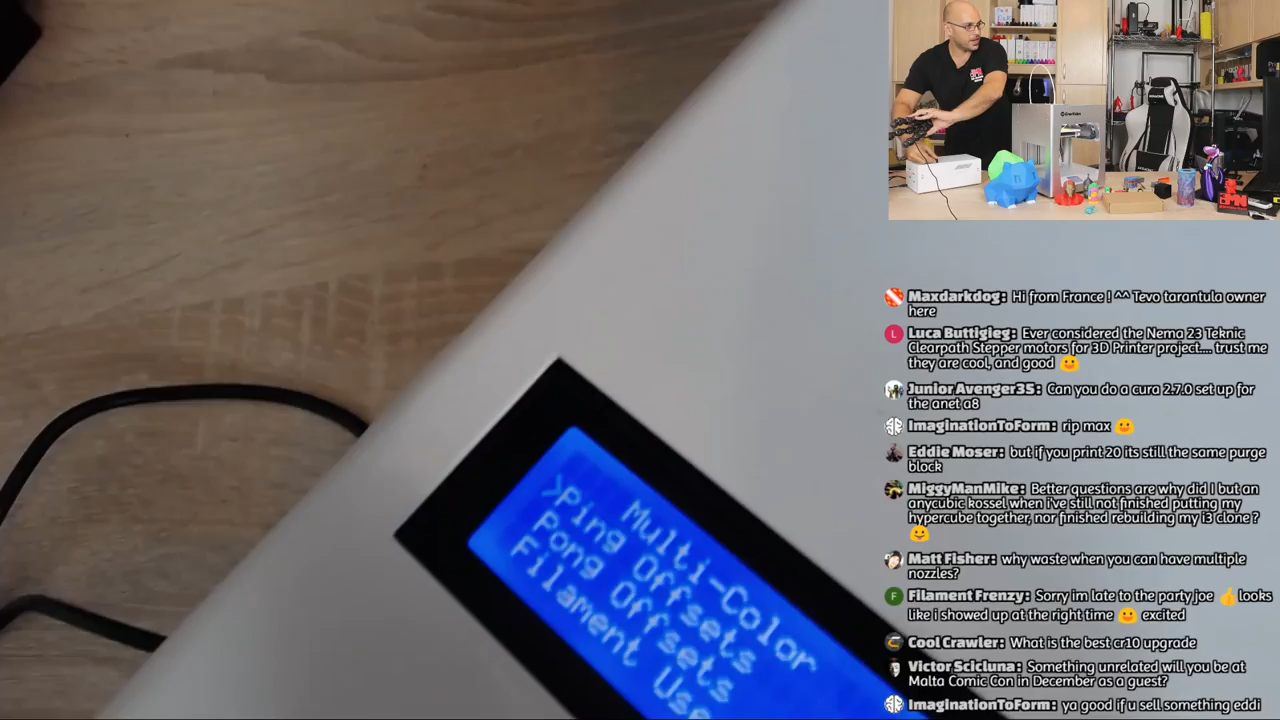 Maxdarkdog: Hi from France ! ^^ Tevo tarantula owner
here
Luca Buttigieg: Ever considered the Nema 23 Teknic
Clearpath Stepper motors for 3D Printer project.... trust me
they are cool, and good
Junior Avenger35: Can you do a cura 2.7.0 set up for
the anet a8
ImaginationToForm: rip max
Eddie Moser: but if you print 20 its still the same purge
block
MiggyManMike: Better questions are why did I but an
anycubic kossel when i've still not finished putting my
hypercube together, nor finished rebuilding my i3 clone ?
Matt Fisher: why waste when you can have multiple
nozzles?
Filament Frenzy: Sorry im late to the party joe 👍looks
like i showed up at the right time excited
Cool Crawler: What is the best cr10 upgrade
Victor Scicluna: Something unrelated will you be at
Malta Comic Con in December as a guest?
ImaginationToForm: ya good if u sell something eddi
Multi-Color
>Ping Offsets
Pong Offsets
Filament Use